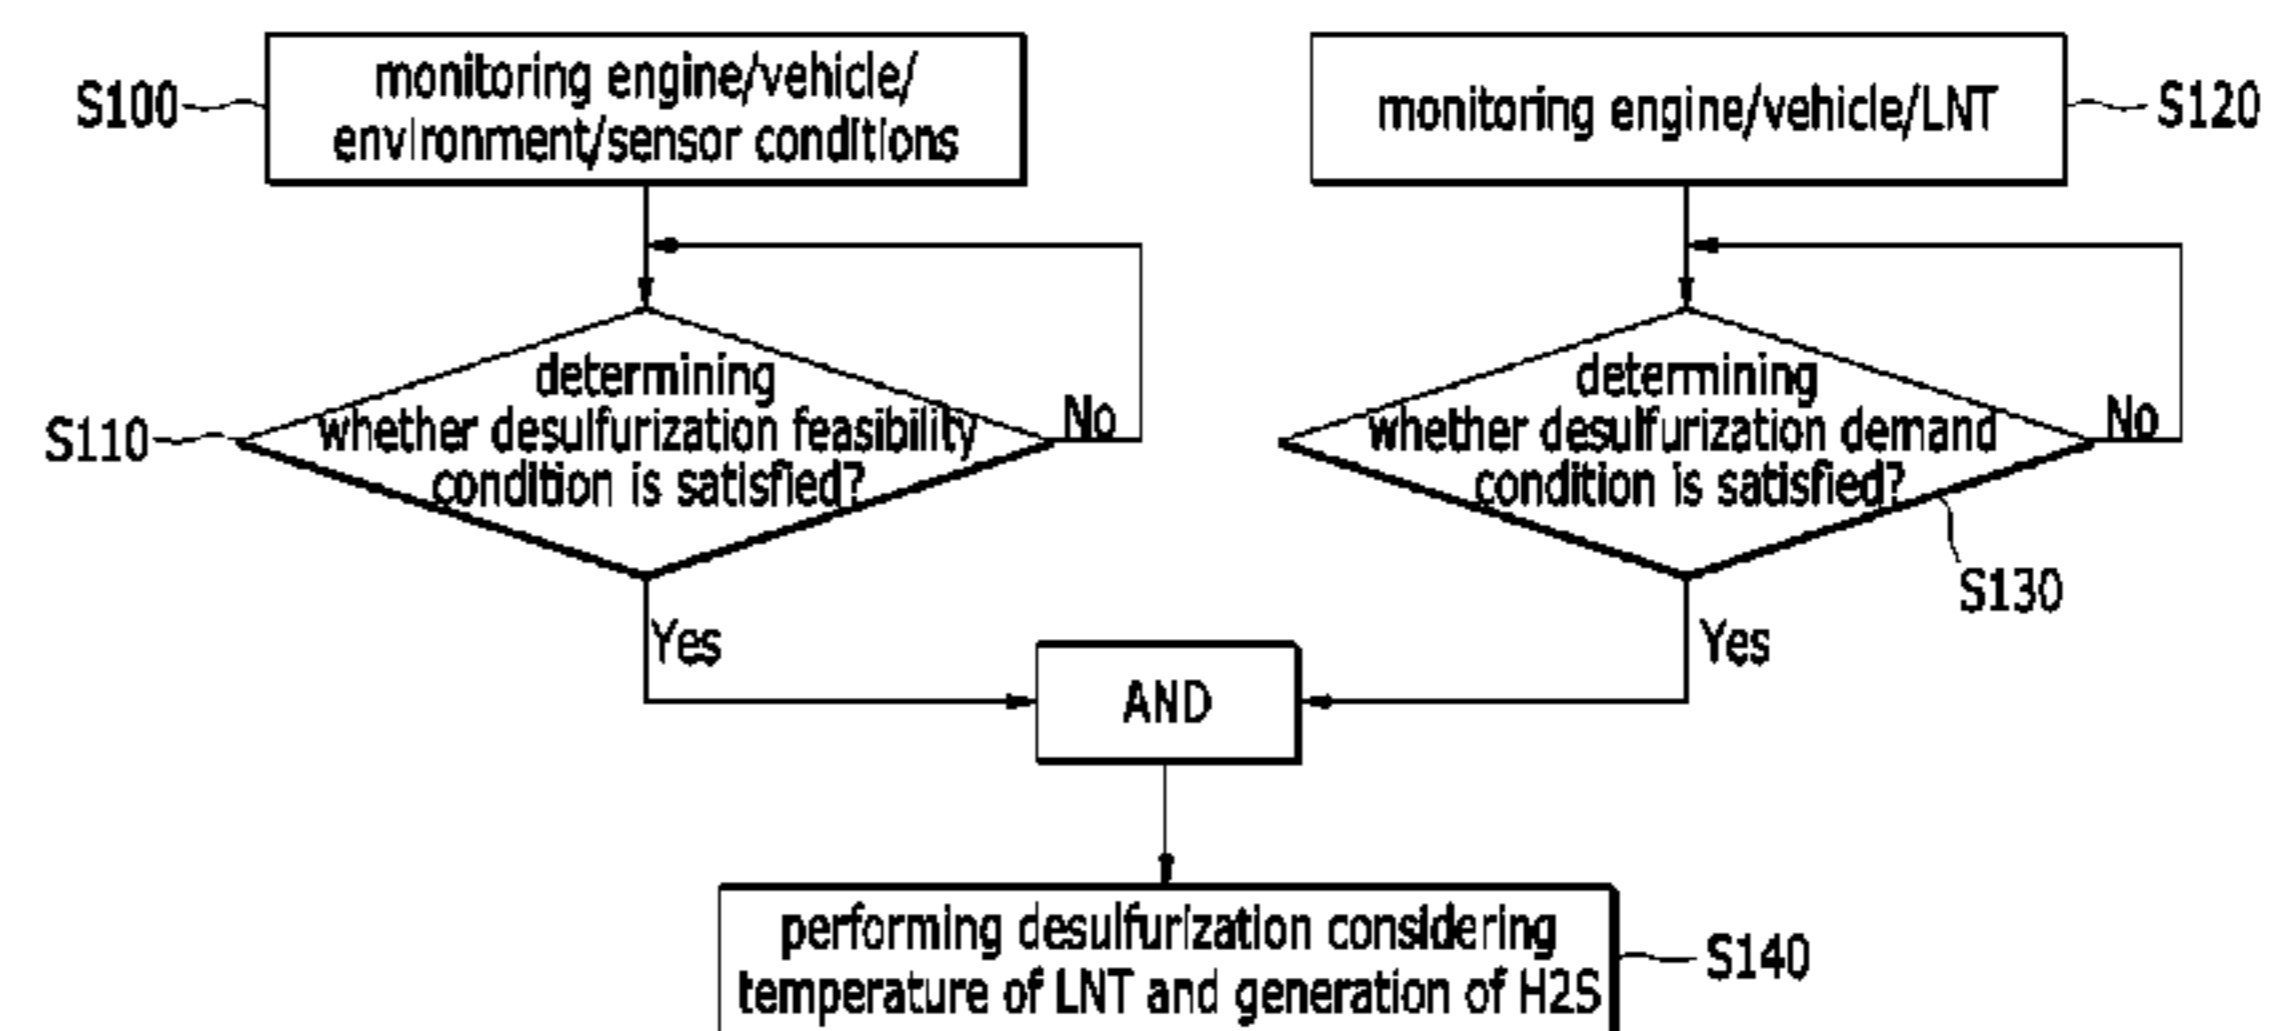 S100
monitoring engine/vehicle/
environment/sensor conditions
monitoring engine/vehicle/LNT
S120
S110
determining
whether desulfurization feasibility
condition is satisfied?
No
determining
whether desulfurization demand
condition is satisfied?
No
S130
Yes
AND
Yes
performing desulfurization considering
temperature of LNT and generation of H2S
S140